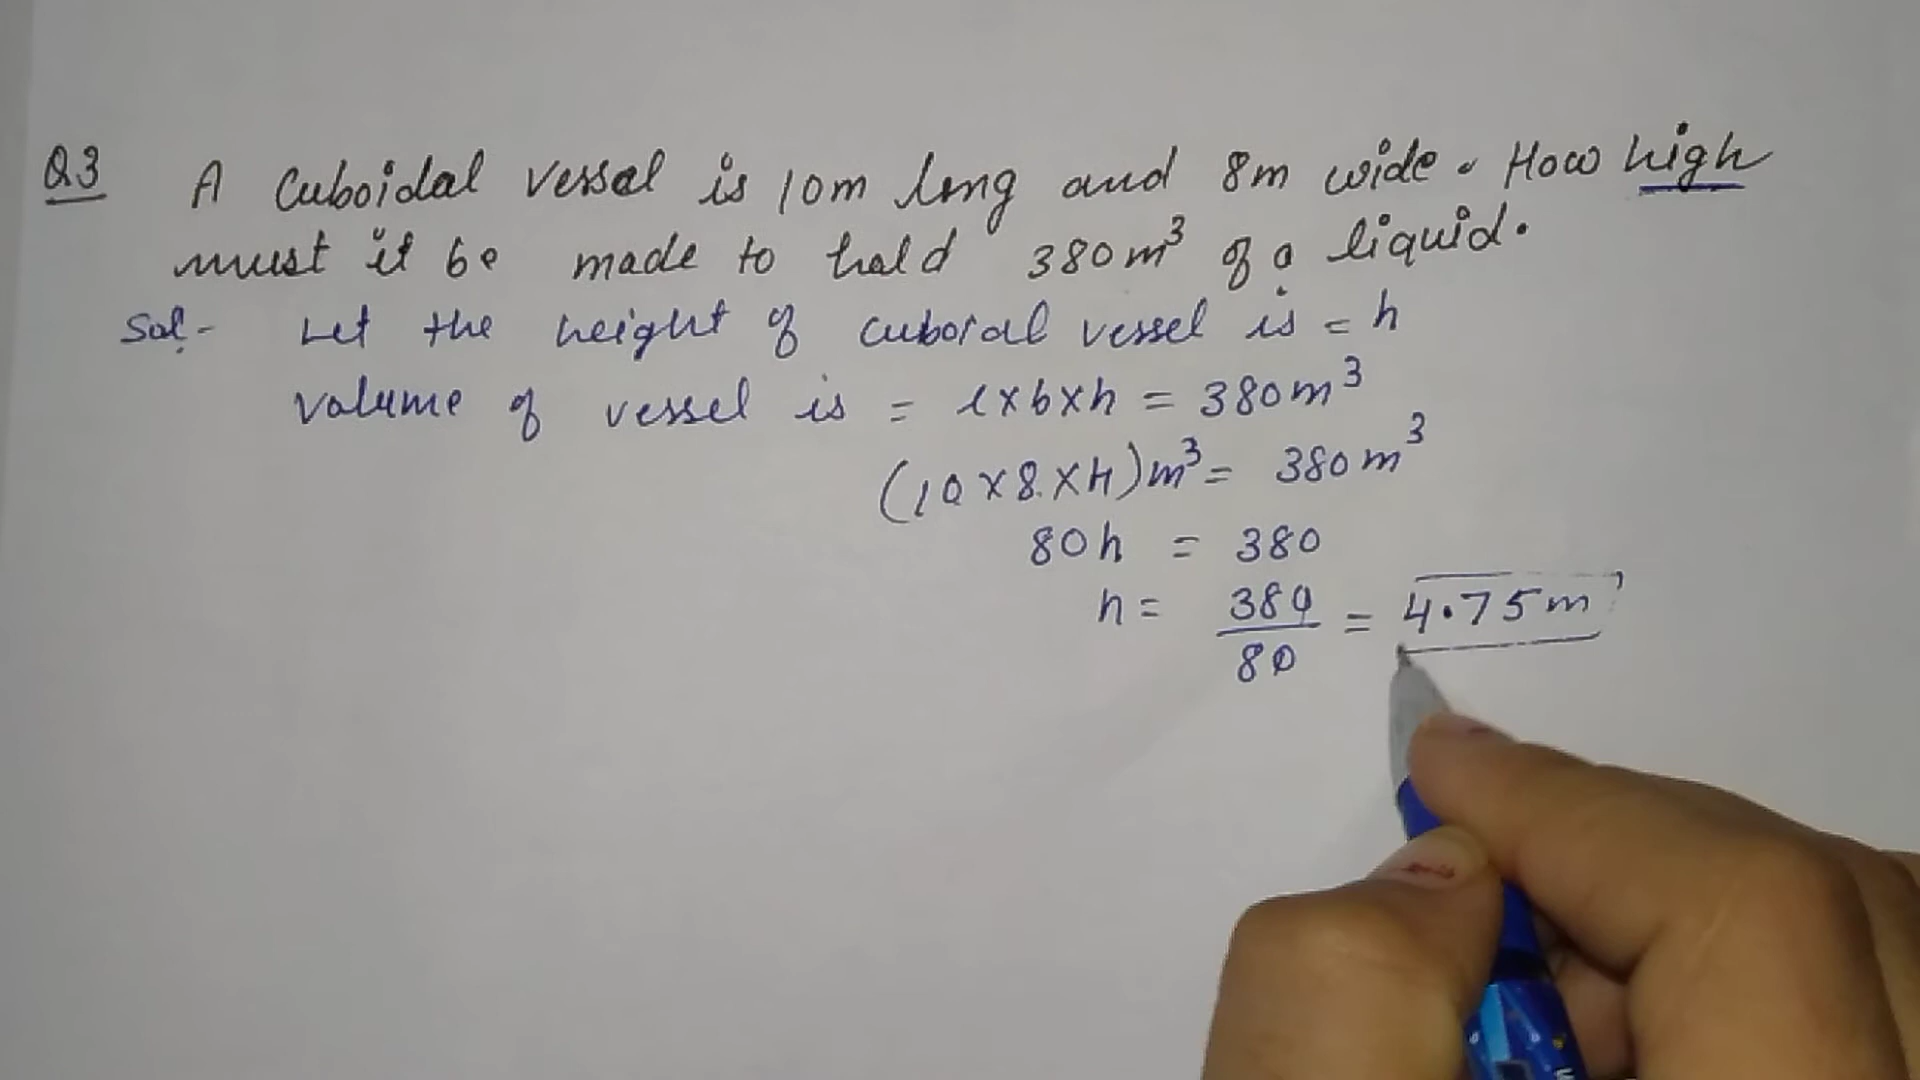 Q3 A Cuboidal vessel is 10m long and 8m wide. How high
must it be made to hold 380m³ of a liquid.
Sol- Let the height of cuboial vessel is = h
volume of vessel is = l×b×h = 380m³
(10×8×h)m³ = 380m³
80h = 380
h = 380/80 = 4.75m